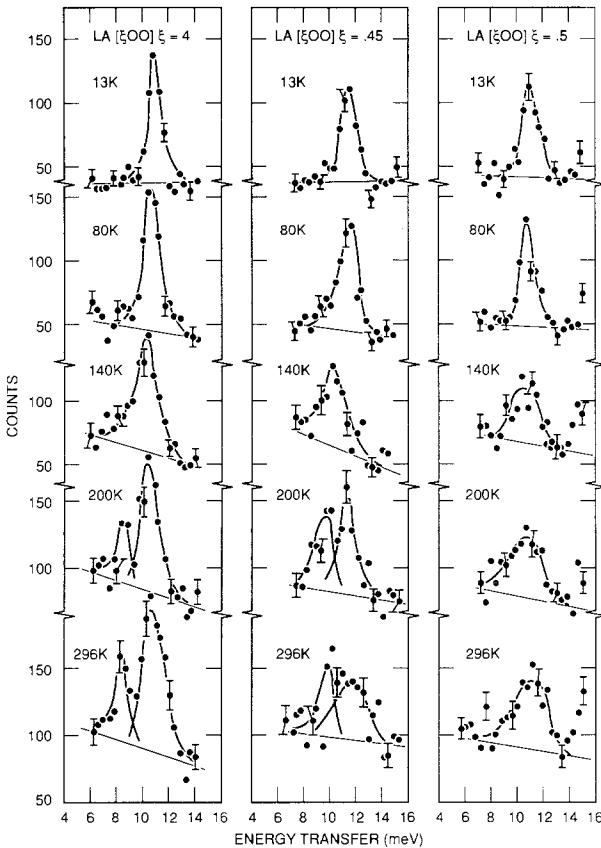 LA [ξOO] ξ = 4
LA [ξOO] ξ = .45
LA [ξOO] ξ = .5
150
100
50
13K
13K
13K
150
100
50
80K
80K
80K
100
50
140K
140K
140K
150
100
200K
200K
200K
150
100
50
296K
296K
296K
COUNTS
4 6 8 10 12 14 16
4 6 8 10 12 14 16
4 6 8 10 12 14 16
ENERGY TRANSFER (meV)